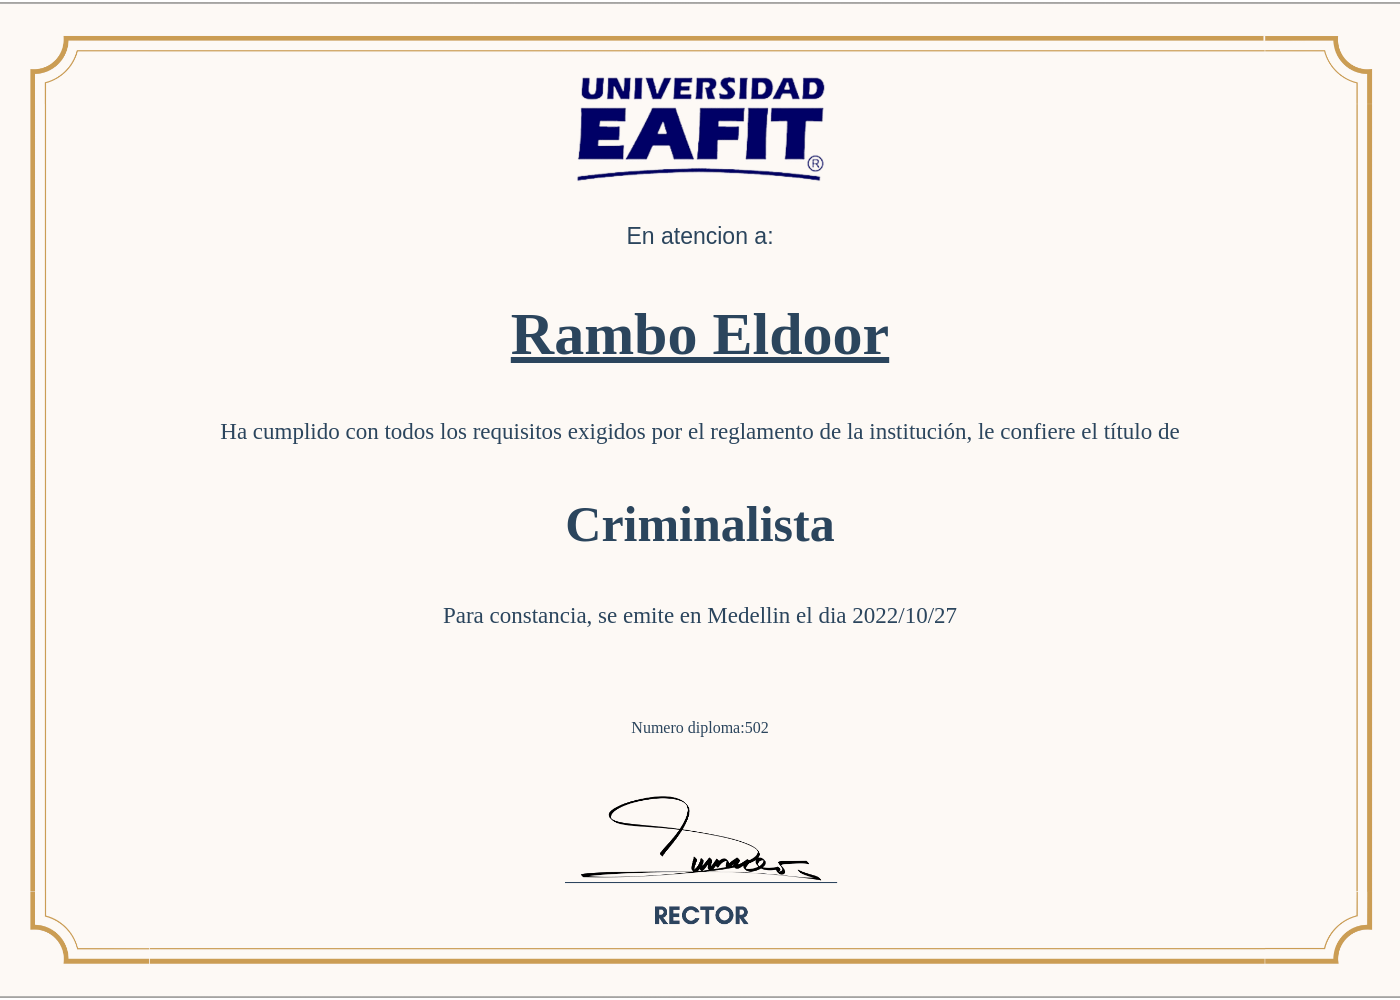 UNIVERSIDAD
EAFIT®
En atencion a:
Rambo Eldoor
Ha cumplido con todos los requisitos exigidos por el reglamento de la institución, le confiere el título de
Criminalista
Para constancia, se emite en Medellin el dia 2022/10/27
Numero diploma:502
RECTOR